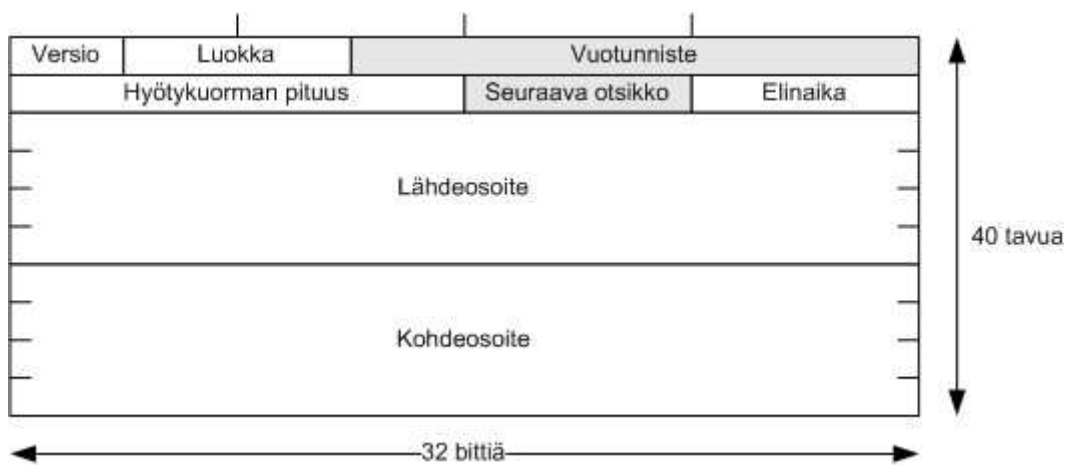 Versio Luokka Vuotunniste
Hyötykuorman pituus Seuraava otsikko Elinaika
Lähdeosoite
40 tavua
Kohdeosoite
32 bittiä